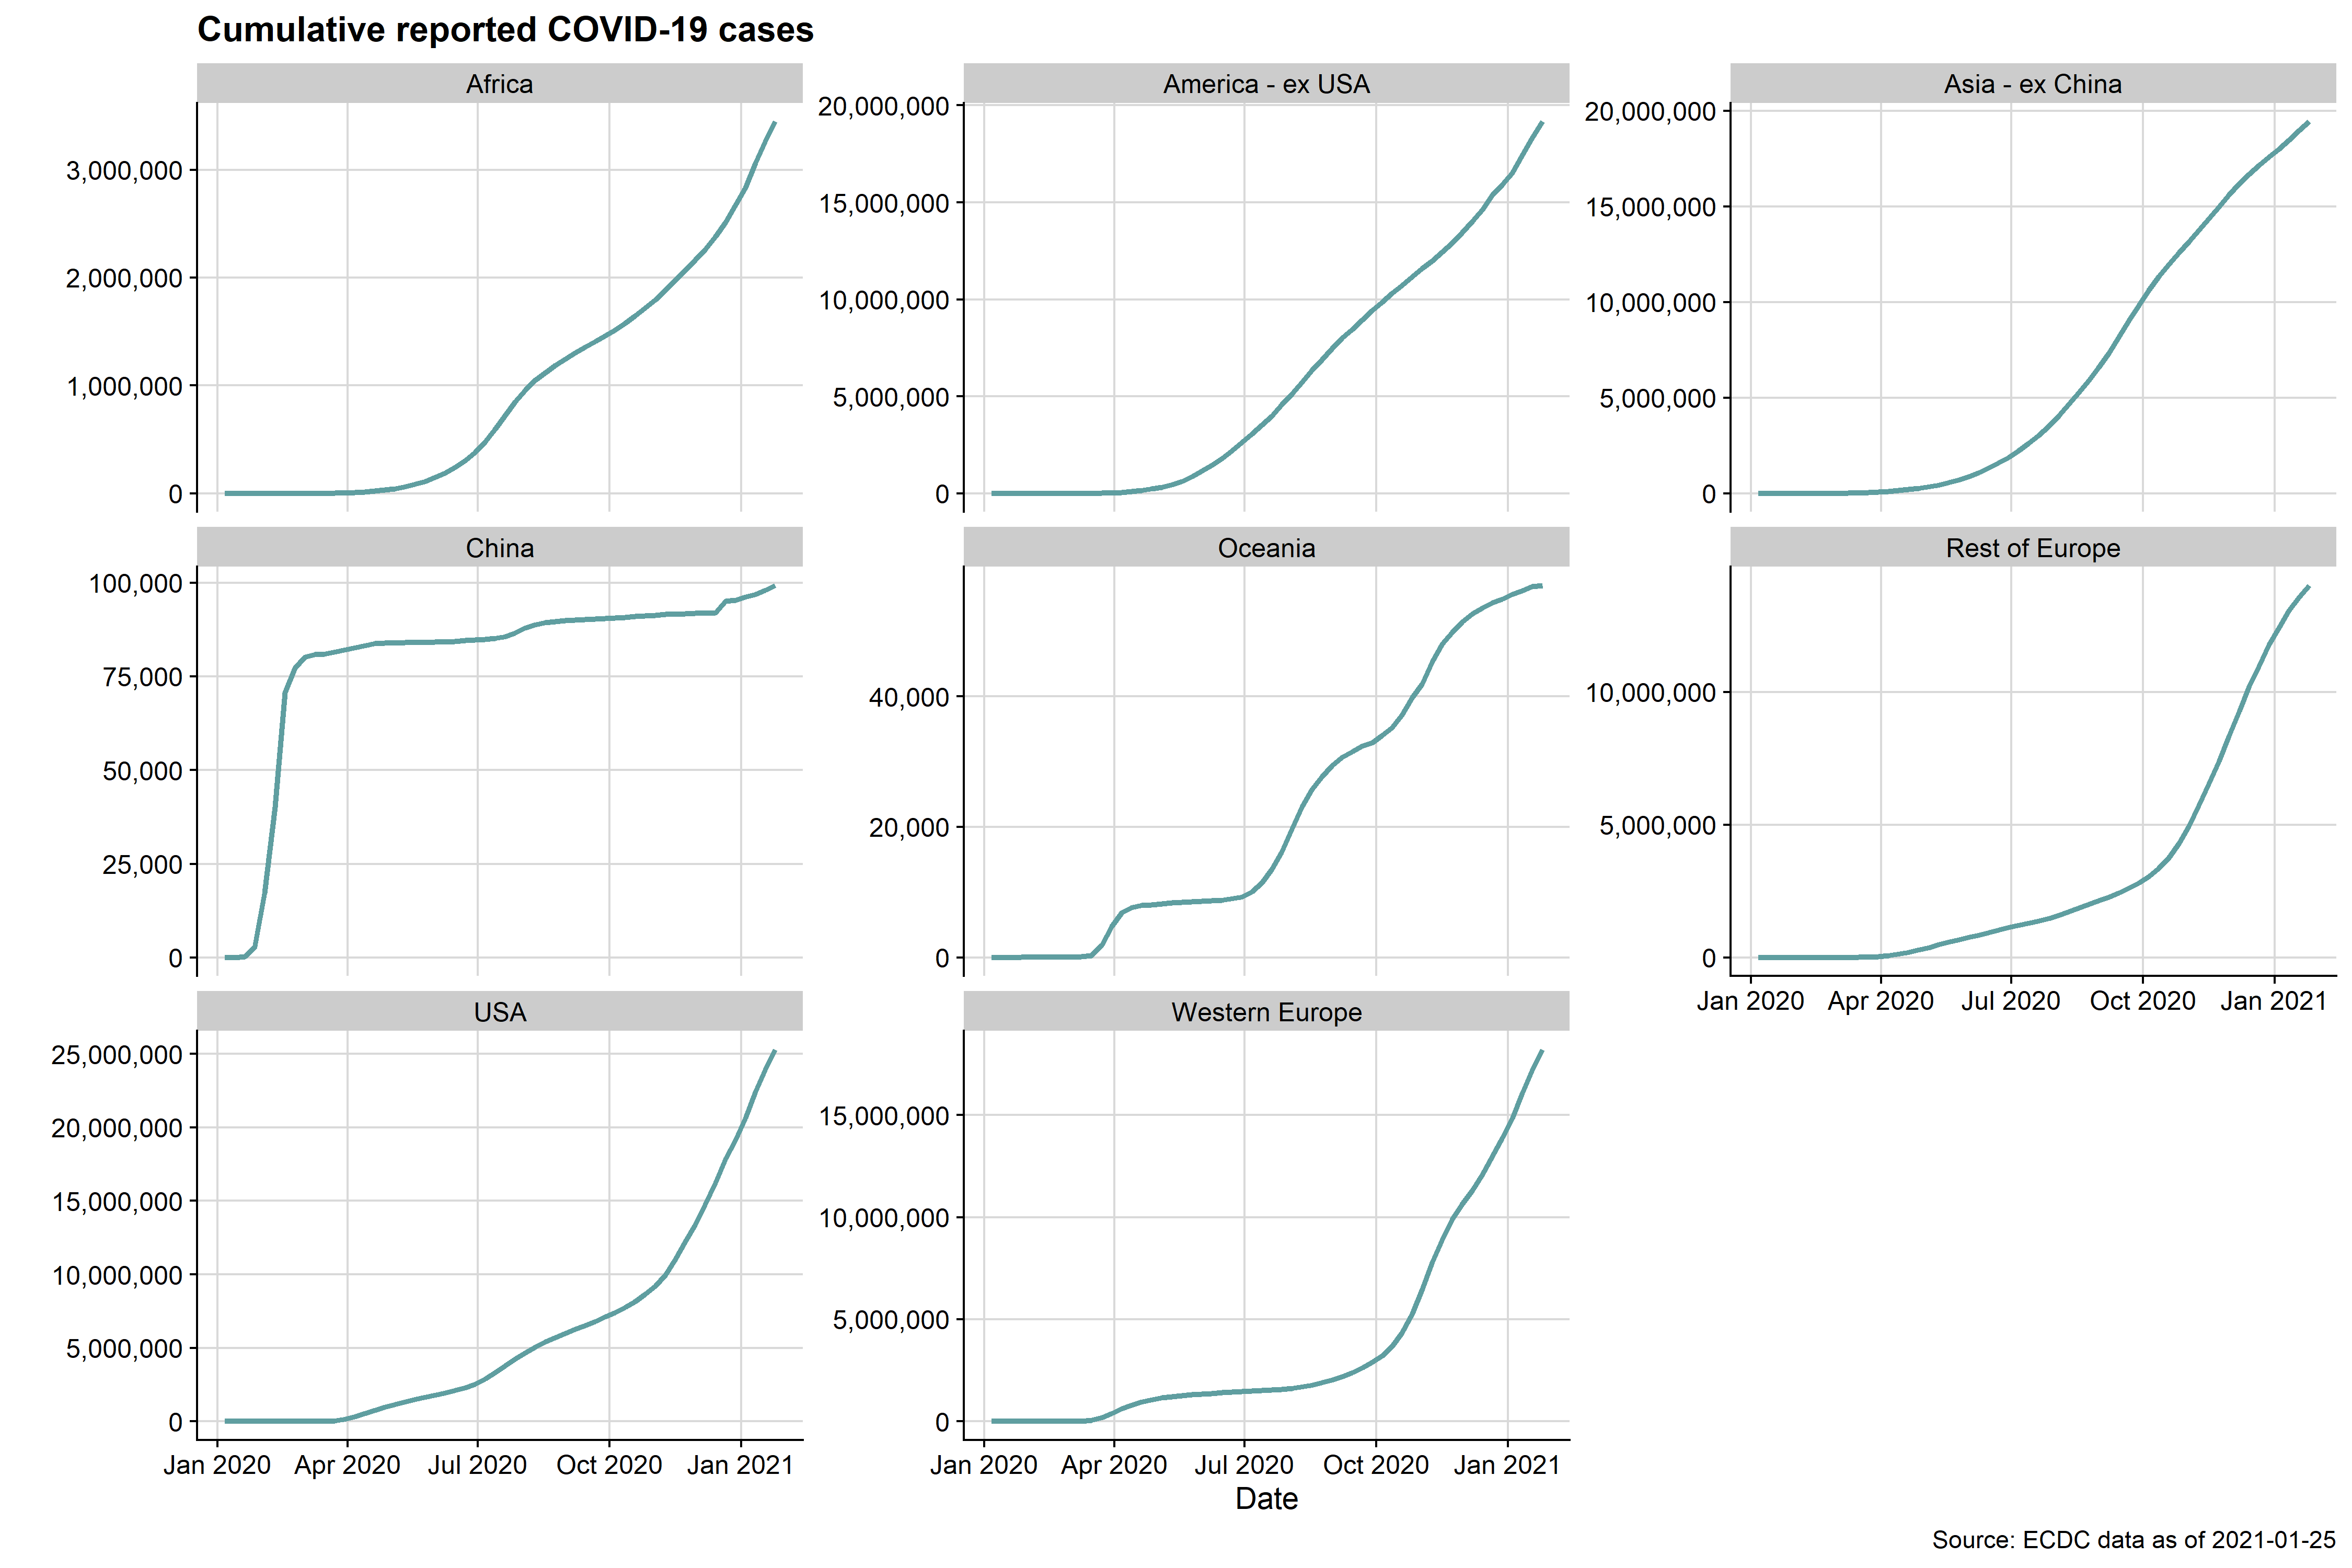 Cumulative reported COVID-19 cases
Africa
3,000,000
2,000,000
1,000,000
0
America - ex USA
20,000,000
15,000,000
10,000,000
5,000,000
0
Asia - ex China
20,000,000
15,000,000
10,000,000
5,000,000
0
China
100,000
75,000
50,000
25,000
0
Oceania
40,000
20,000
0
Rest of Europe
10,000,000
5,000,000
0
Jan 2020 Apr 2020 Jul 2020 Oct 2020 Jan 2021
USA
25,000,000
20,000,000
15,000,000
10,000,000
5,000,000
0
Jan 2020 Apr 2020 Jul 2020 Oct 2020 Jan 2021
Western Europe
15,000,000
10,000,000
5,000,000
0
Jan 2020 Apr 2020 Jul 2020 Oct 2020 Jan 2021
Date
Source: ECDC data as of 2021-01-25